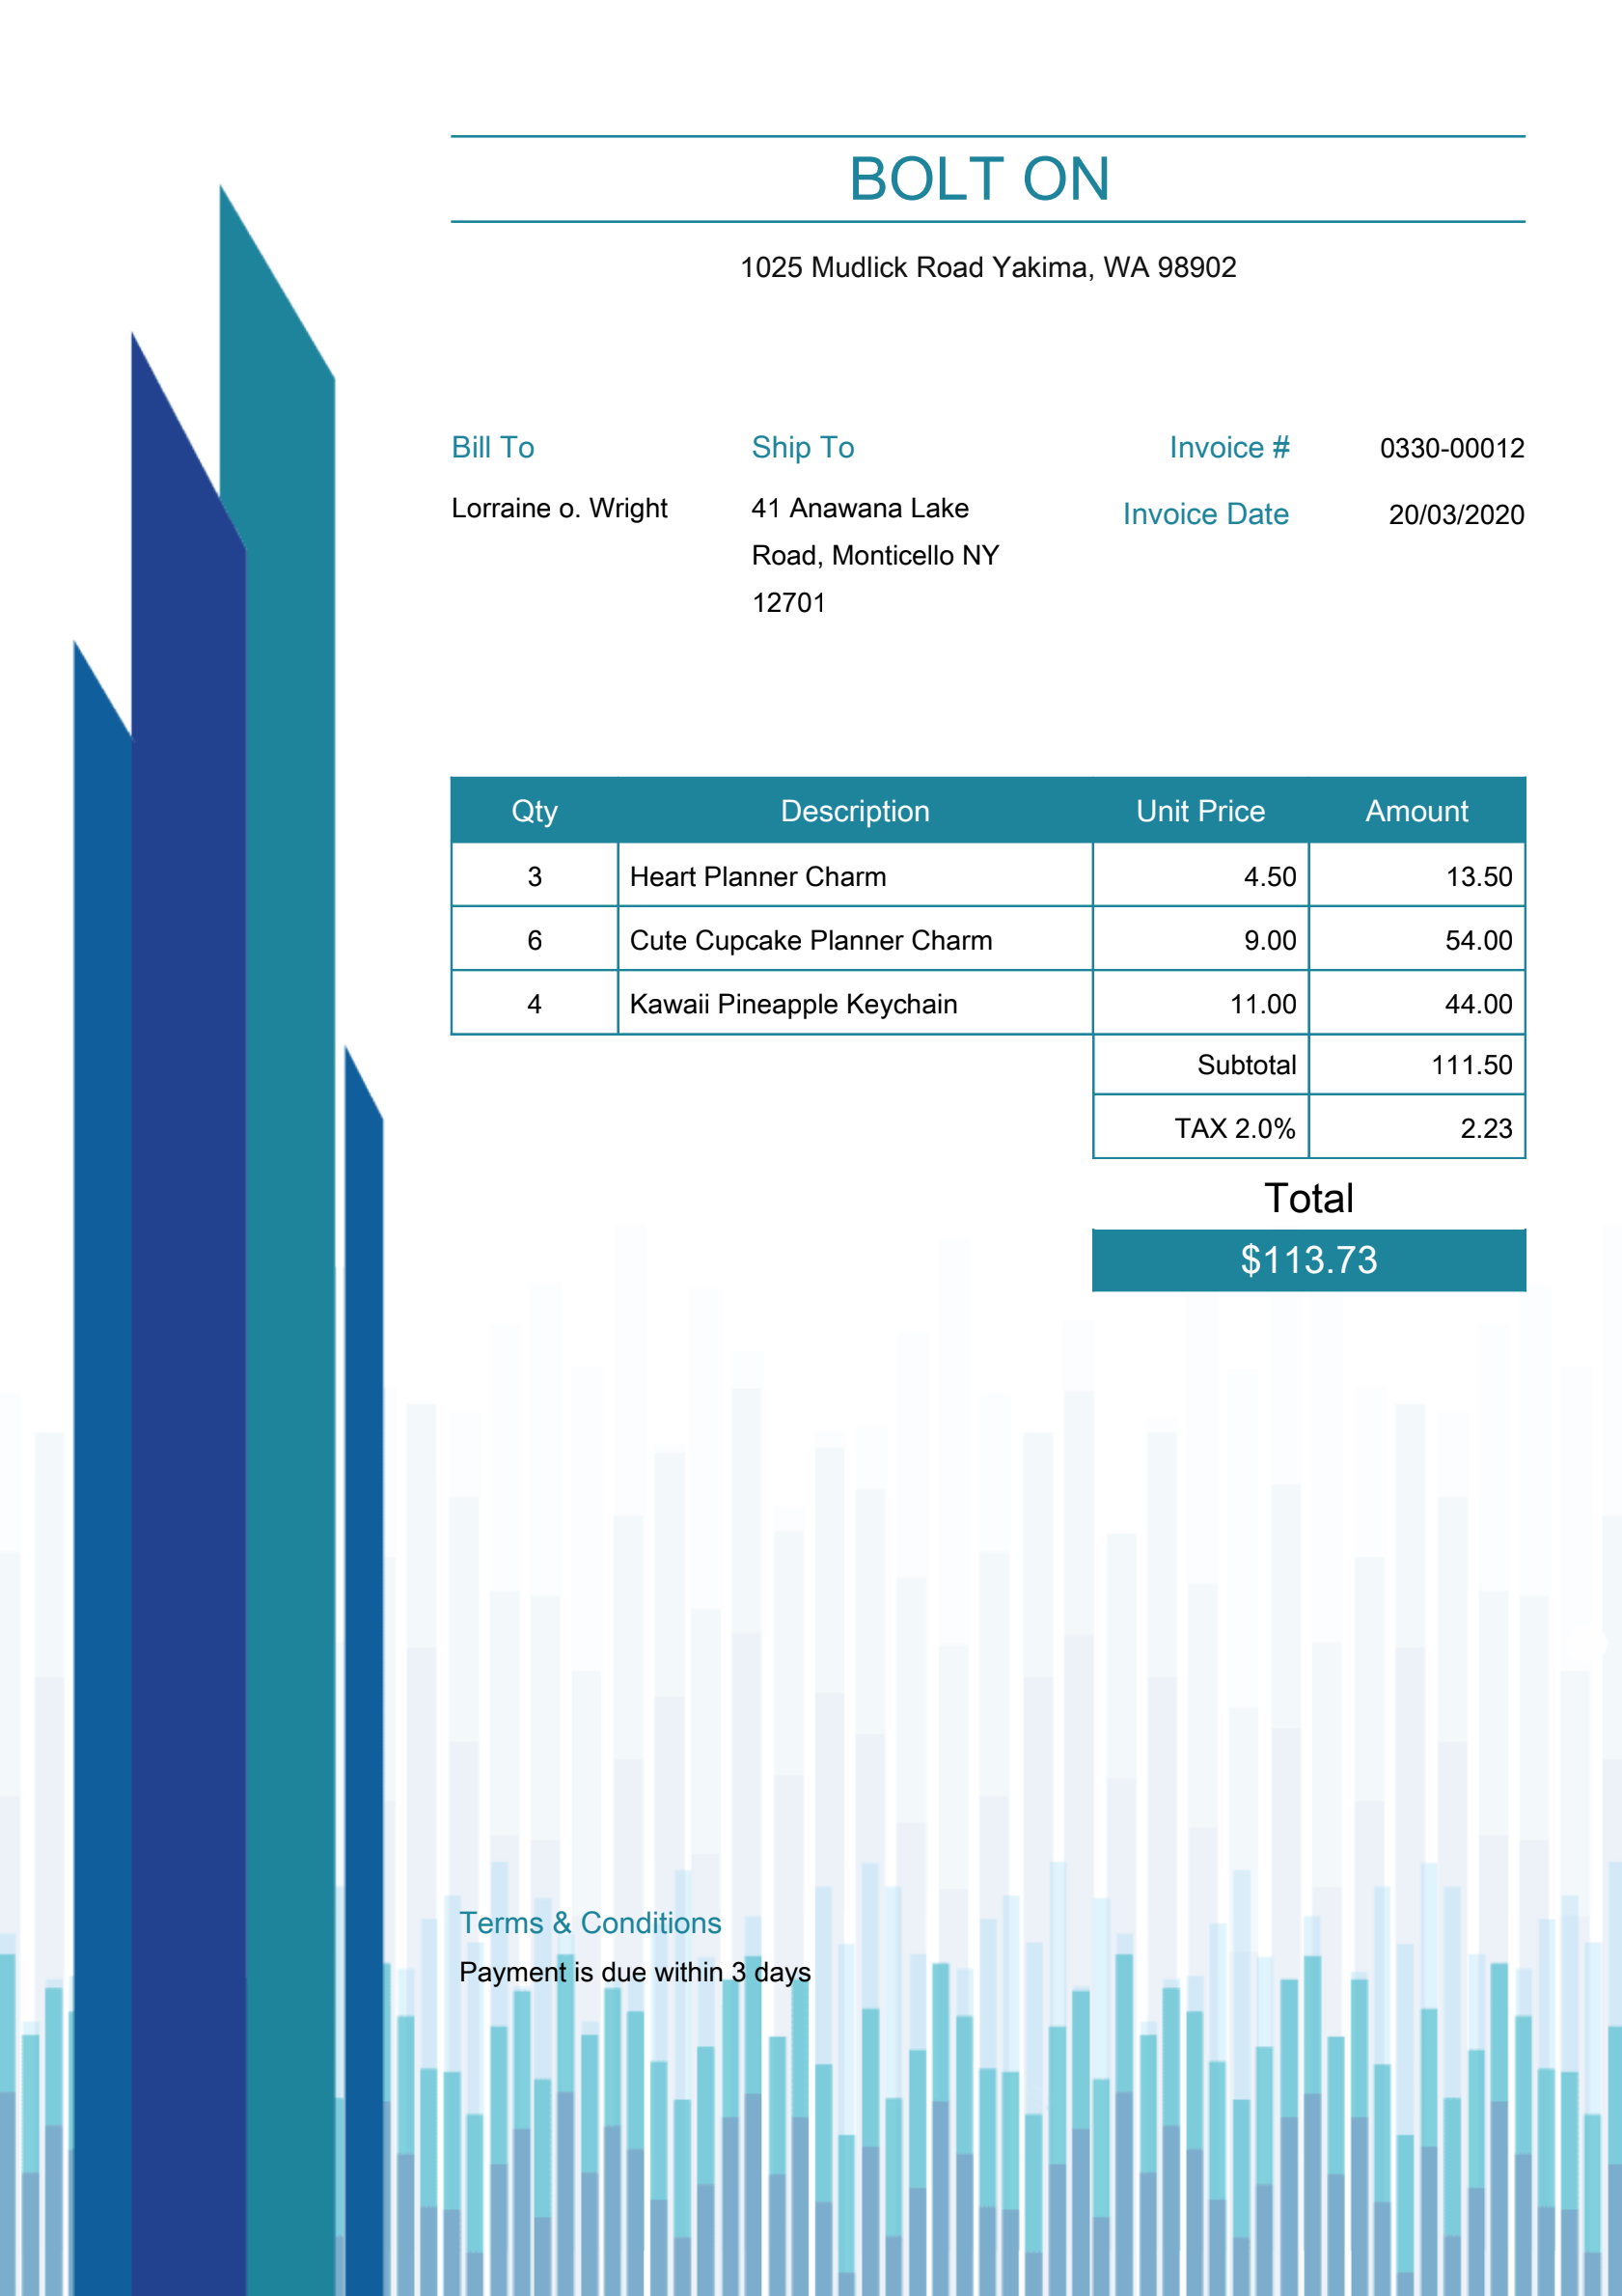 BOLT ON
1025 Mudlick Road Yakima, WA 98902
Bill To
Lorraine o. Wright
Ship To
41 Anawana Lake
Road, Monticello NY
12701
Invoice # 0330-00012
Invoice Date 20/03/2020
Qty Description Unit Price Amount
3 Heart Planner Charm 4.50 13.50
6 Cute Cupcake Planner Charm 9.00 54.00
4 Kawaii Pineapple Keychain 11.00 44.00
Subtotal 111.50
TAX 2.0% 2.23
Total
$113.73
Terms & Conditions
Payment is due within 3 days